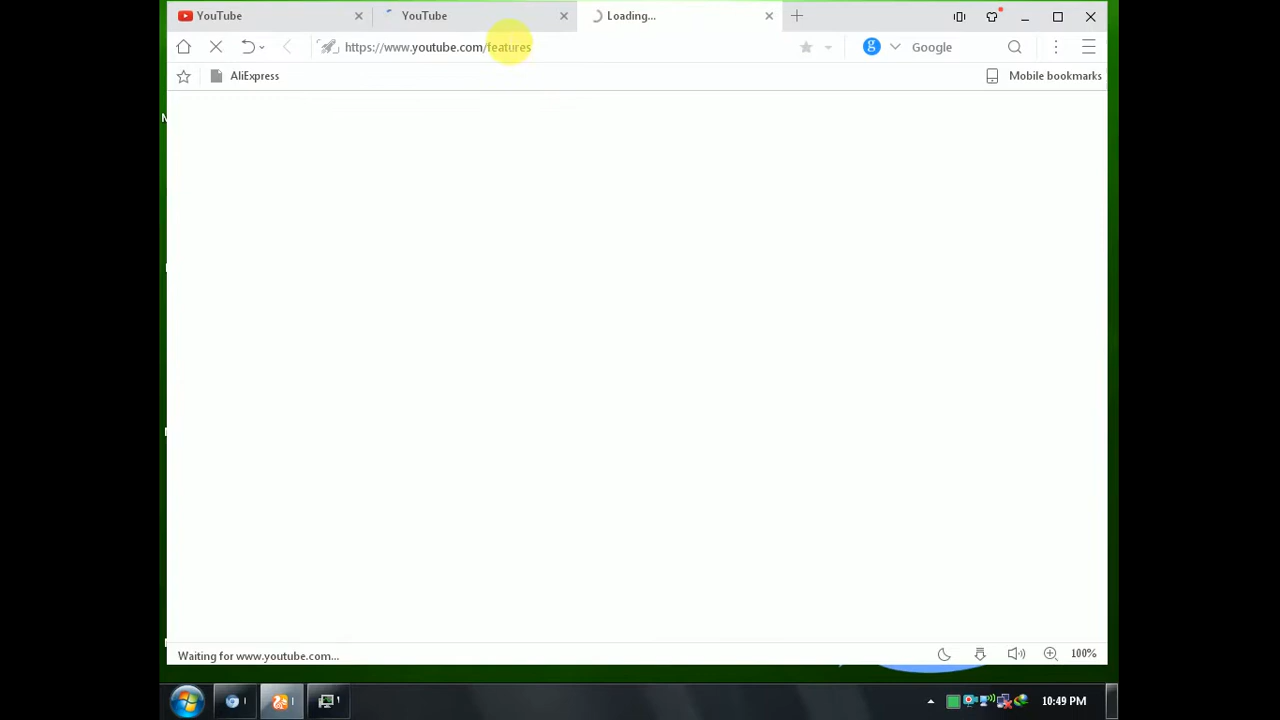 YouTube
YouTube
Loading...
https://www.youtube.com/features
Google
AliExpress
Mobile bookmarks
Waiting for www.youtube.com...
100%
10:49 PM